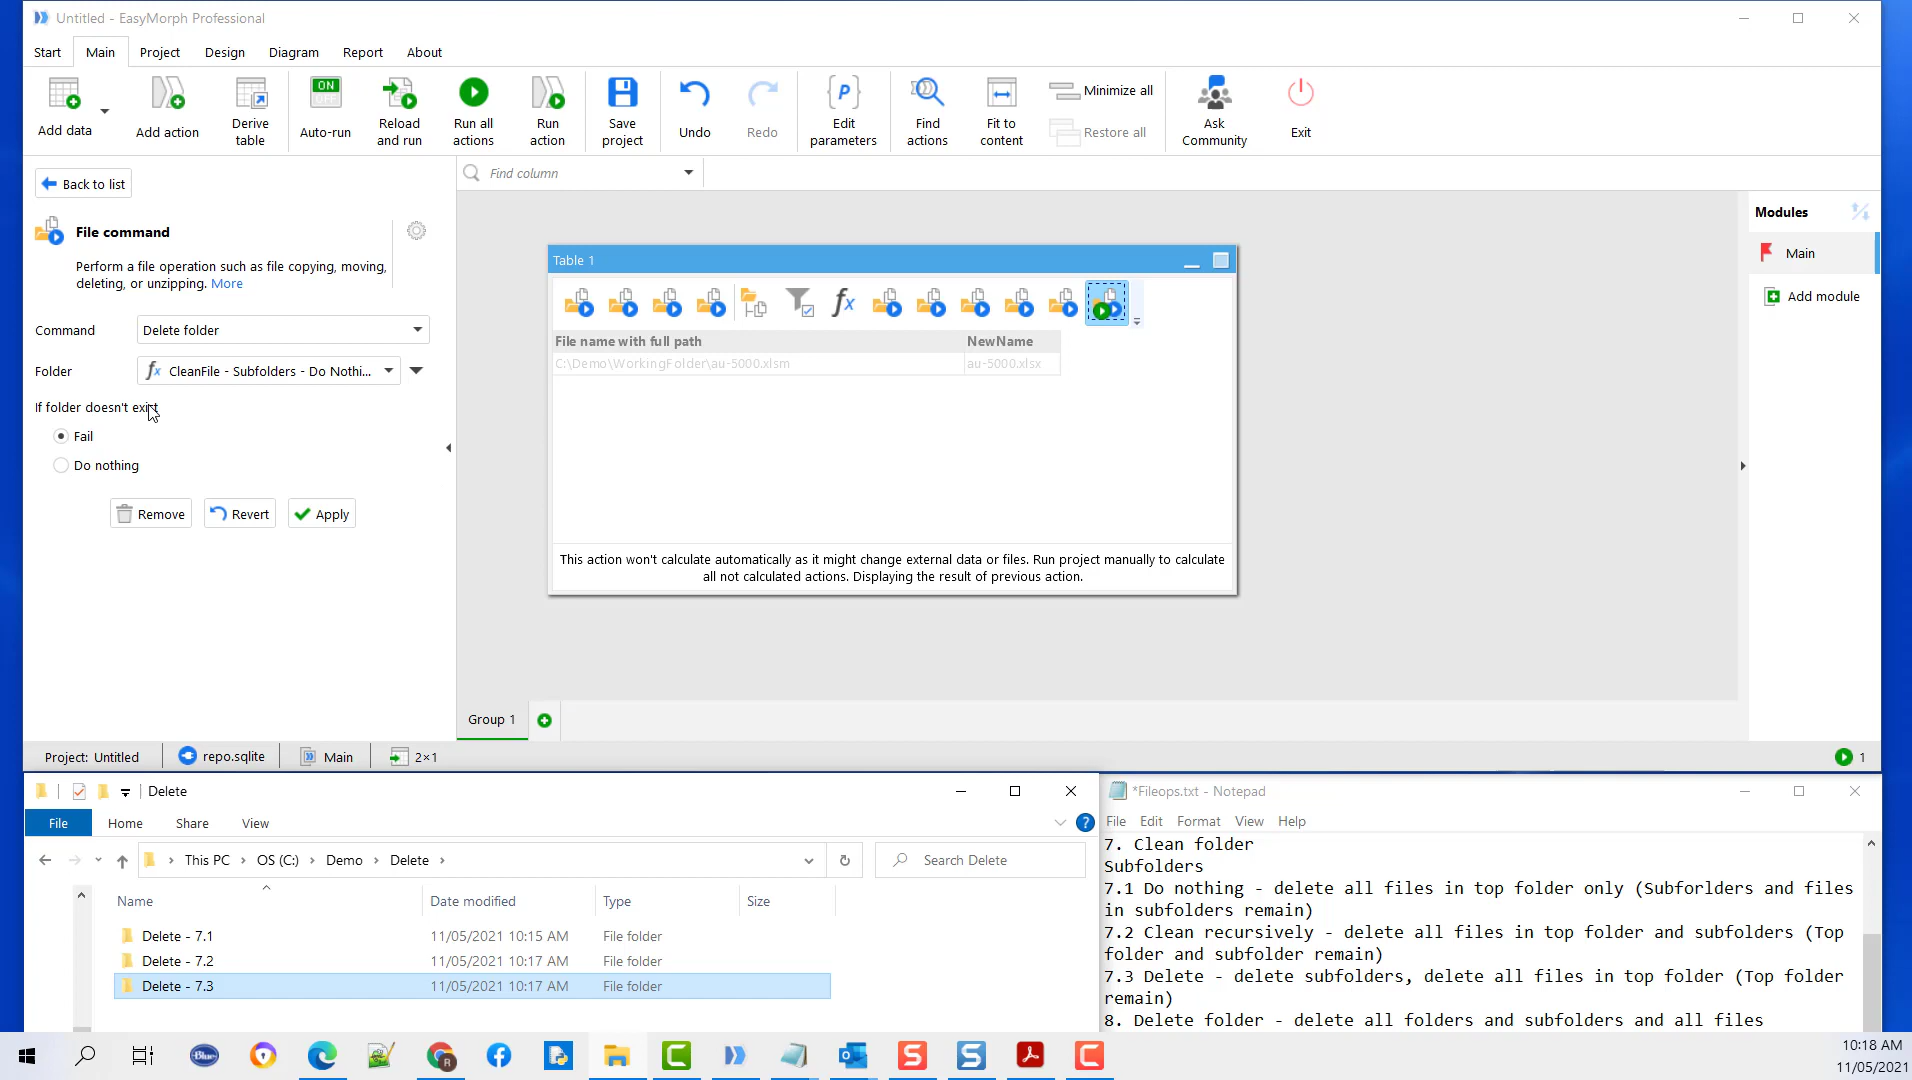 Untitled - EasyMorph Professional
Start Main Project Design Diagram Report About
Add data
Add action
Derive table
ON
OFF
Auto-run
Reload and run
Run all actions
Run action
Save project
Undo
Redo
Edit parameters
Find actions
Fit to content
Minimize all
Restore all
Ask Community
Exit
Back to list
Find column
File command
Perform a file operation such as file copying, moving,
deleting, or unzipping. More
Command Delete folder
Folder fx CleanFile - Subfolders - Do Nothi...
If folder doesn't exist
Fail
Do nothing
Remove Revert Apply
Table 1
fx
File name with full path NewName
C:\Demo\WorkingFolder\au-5000.xlsm au-5000.xlsx
This action won't calculate automatically as it might change external data or files. Run project manually to calculate
all not calculated actions. Displaying the result of previous action.
Modules
Main
Add module
Group 1
Project: Untitled repo.sqlite Main 2×1 1
Delete
File Home Share View
This PC > OS (C:) > Demo > Delete >
Search Delete
Name Date modified Type Size
Delete - 7.1 11/05/2021 10:15 AM File folder
Delete - 7.2 11/05/2021 10:17 AM File folder
Delete - 7.3 11/05/2021 10:17 AM File folder
*Fileops.txt - Notepad
File Edit Format View Help
7. Clean folder
Subfolders
7.1 Do nothing - delete all files in top folder only (Subforlders and files
in subfolders remain)
7.2 Clean recursively - delete all files in top folder and subfolders (Top
folder and subfolder remain)
7.3 Delete - delete subfolders, delete all files in top folder (Top folder
remain)
8. Delete folder - delete all folders and subfolders and all files
Blue
R
S
S
10:18 AM
11/05/2021